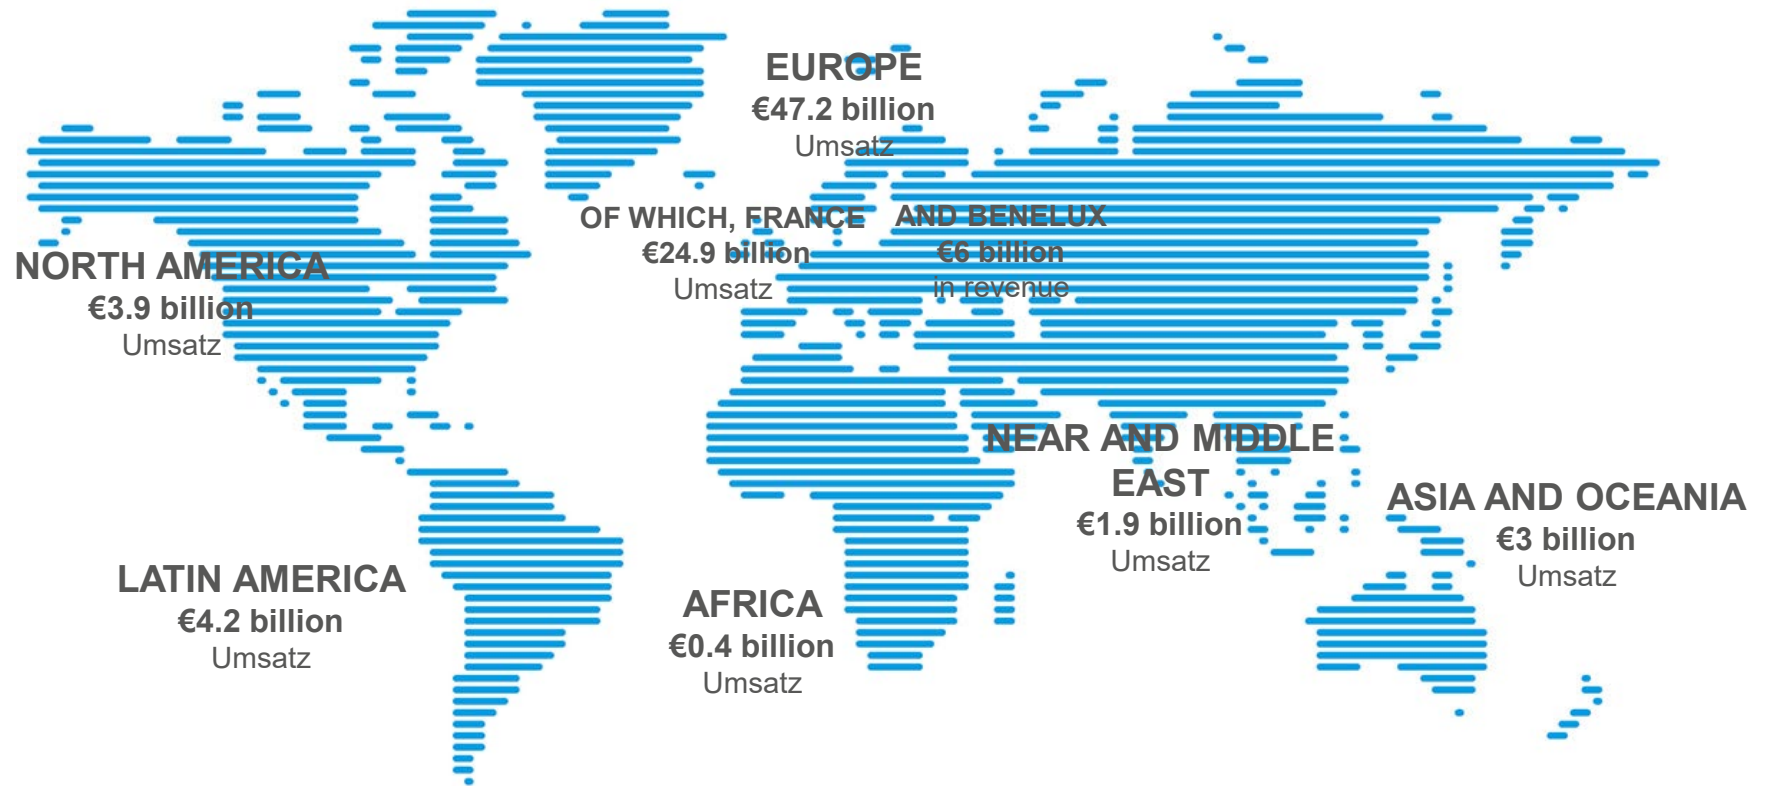 EUROPE
€47.2 billion
Umsatz
OF WHICH, FRANCE
€24.9 billion
Umsatz
AND BENELUX
€6 billion
in revenue
NORTH AMERICA
€3.9 billion
Umsatz
NEAR AND MIDDLE
EAST
€1.9 billion
Umsatz
ASIA AND OCEANIA
€3 billion
Umsatz
LATIN AMERICA
€4.2 billion
Umsatz
AFRICA
€0.4 billion
Umsatz